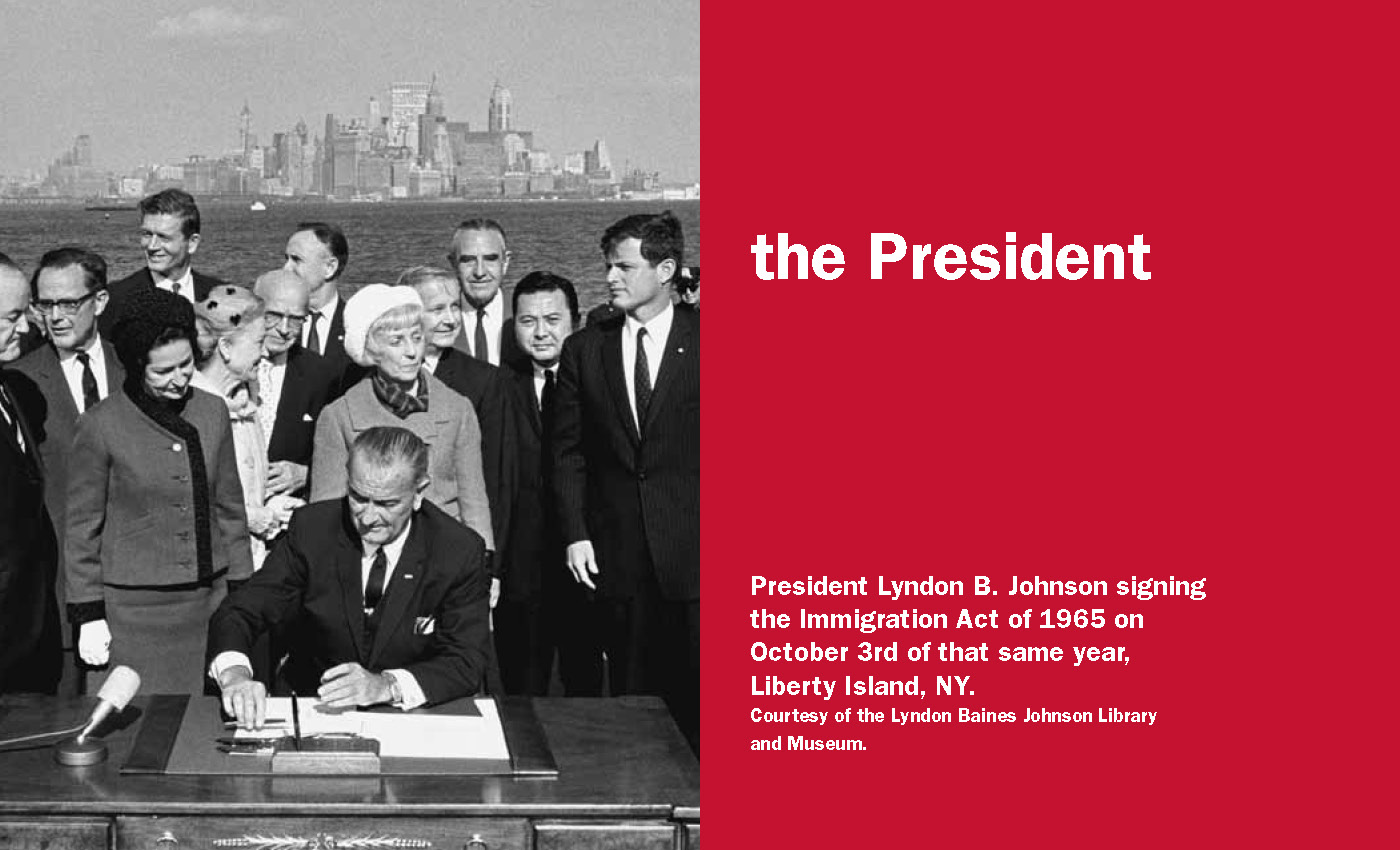 the President
President Lyndon B. Johnson signing
the Immigration Act of 1965 on
October 3rd of that same year,
Liberty Island, NY.
Courtesy of the Lyndon Baines Johnson Library
and Museum.